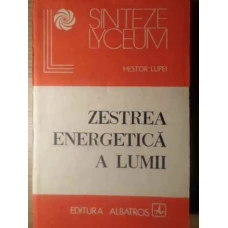 SINTEZE
LYCEUM
NESTOR LUPEI
ZESTREA
ENERGETICĂ
A LUMII
EDITURA ALBATROS